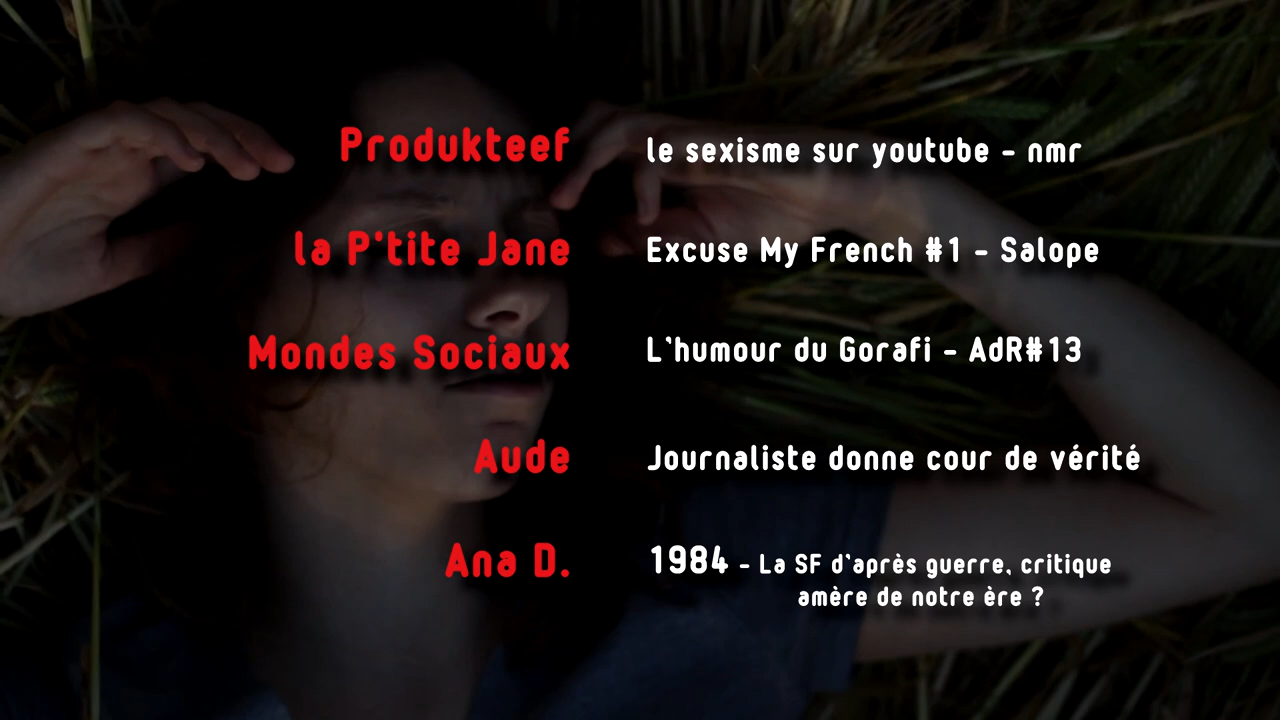 Produkteef le sexisme sur youtube - nmr
la P'tite Jane Excuse My French #1 - Salope
Mondes Sociaux L'humour du Gorafi - AdR#13
Aude Journaliste donne cour de vérité
Ana D. 1984 - La SF d'après guerre, critique
amère de notre ère ?